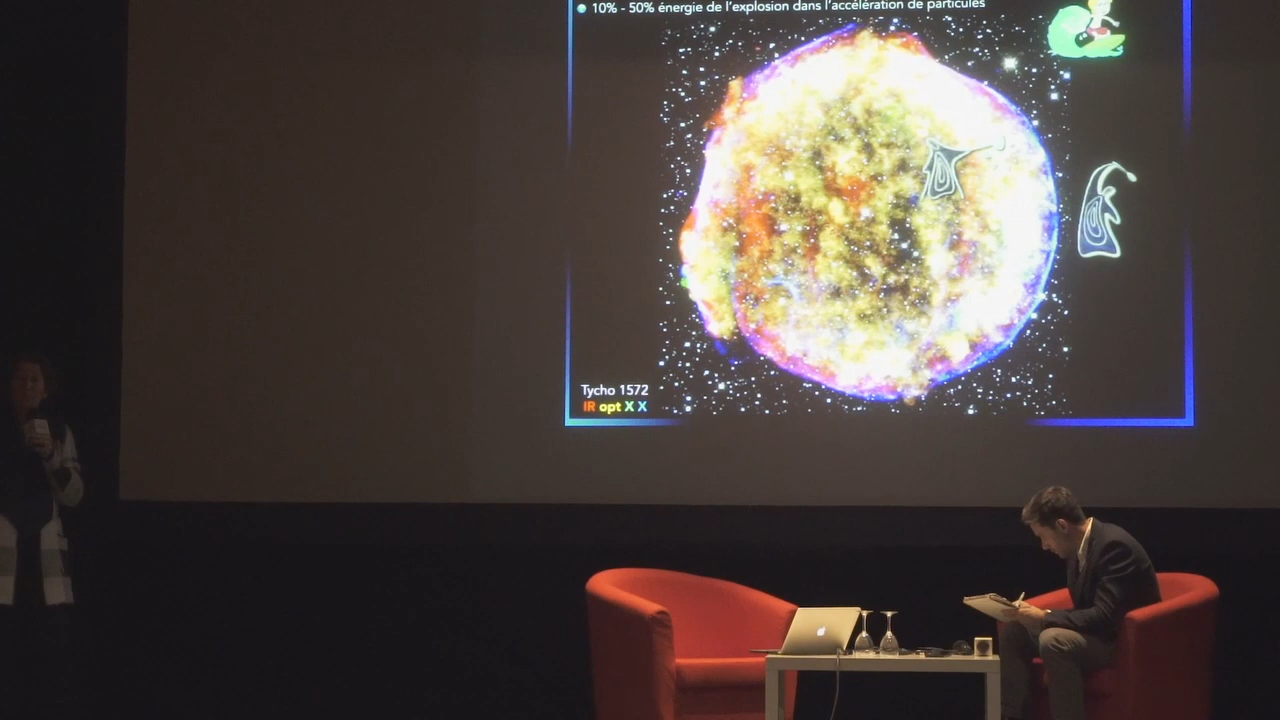 10% - 50% énergie de l'explosion dans l'accélération de particules
Tycho 1572
IR opt X X